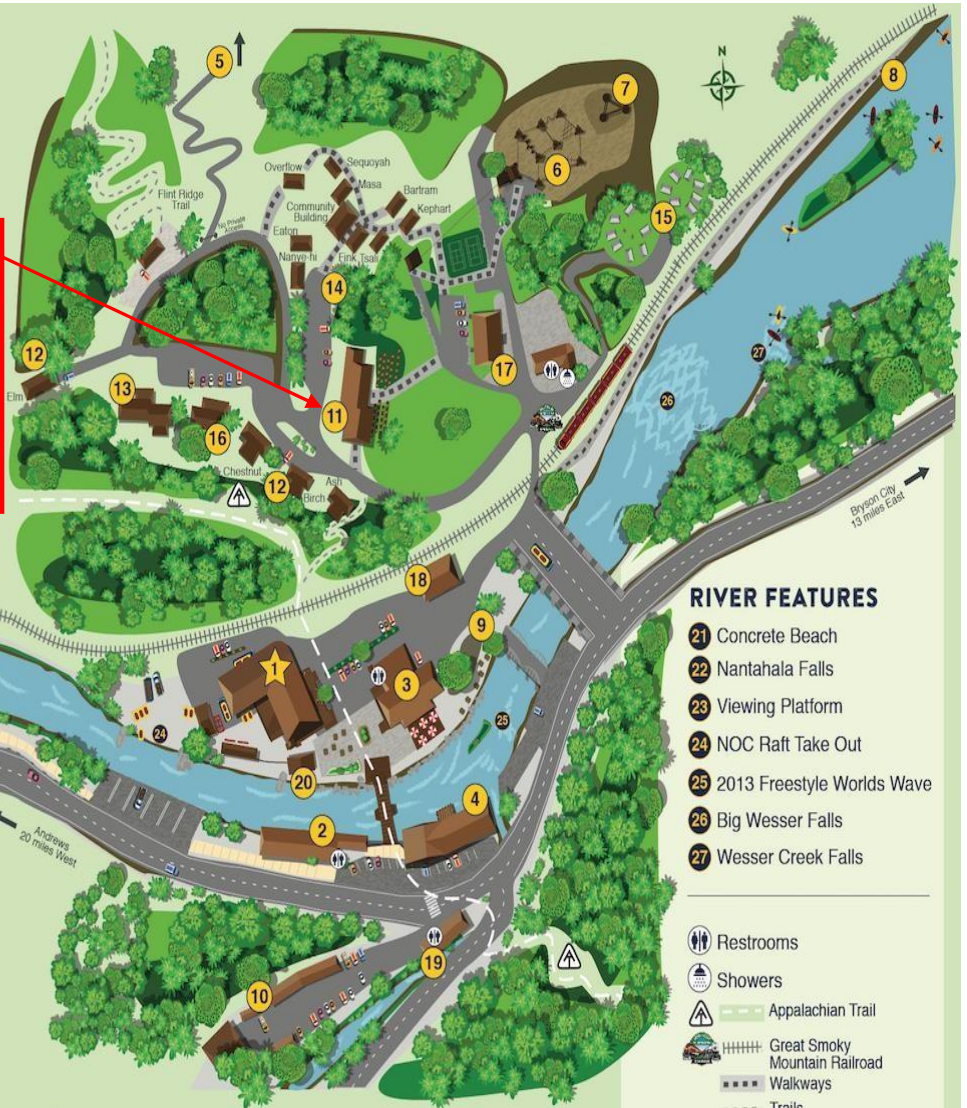 N
5
8
7
6
Overflow
Sequoyah
Masa
Bartram
Kephart
Community
Building
Flint Ridge
Trail
No Private
Access
Eaton
Nanye-hi
Fink Tsali
15
14
12
Elm
13
17
27
11
26
16
Chestnut
12
Ash
Birch
Bryson City
13 miles East
18
9
1
3
25
24
20
4
2
Andrews
20 miles West
19
10
RIVER FEATURES
21 Concrete Beach
22 Nantahala Falls
23 Viewing Platform
24 NOC Raft Take Out
25 2013 Freestyle Worlds Wave
26 Big Wesser Falls
27 Wesser Creek Falls
Restrooms
Showers
Appalachian Trail
Great Smoky
Mountain Railroad
Walkways
Trails